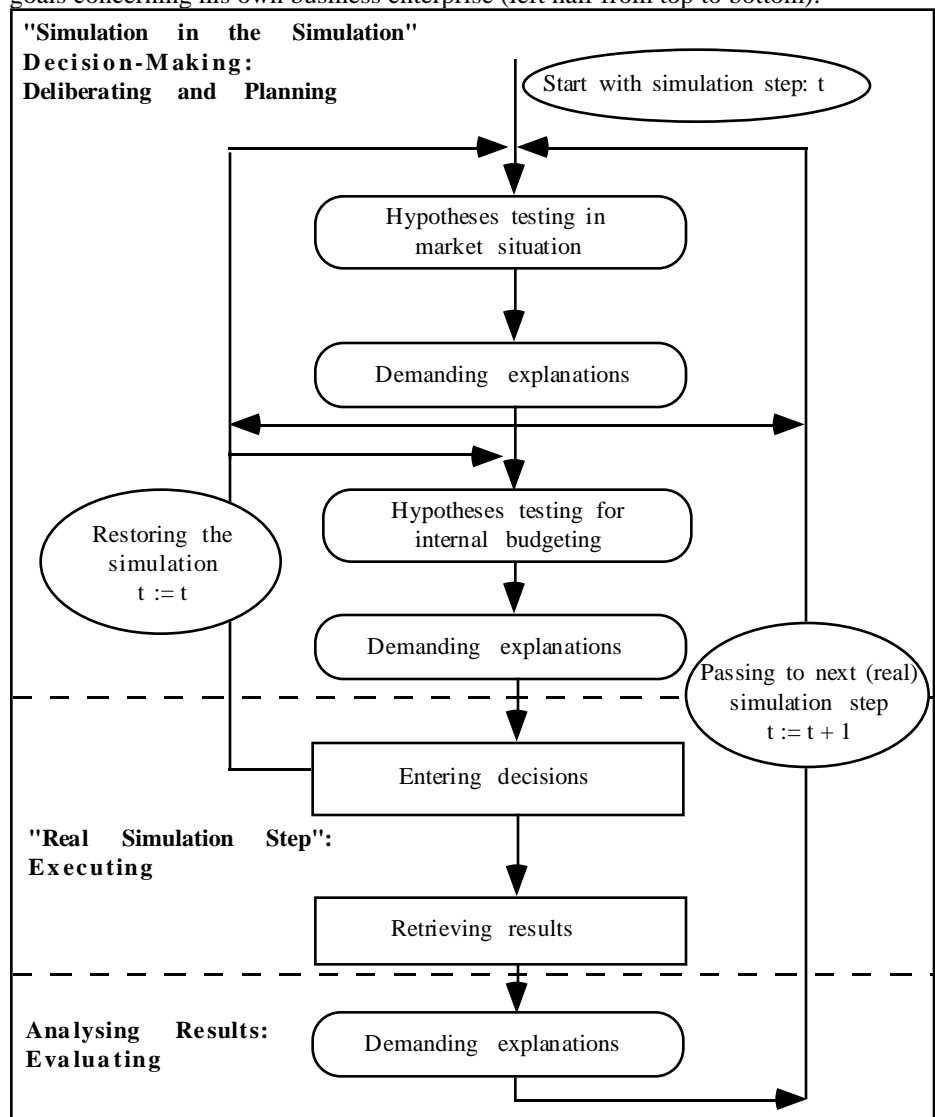 goals concerning his own business enterprise (left half from top to bottom).
"Simulation in the Simulation"
Decision-Making:
Deliberating and Planning
Start with simulation step: t
Hypotheses testing in
market situation
Demanding explanations
Hypotheses testing for
internal budgeting
Restoring the
simulation
t := t
Demanding explanations
Passing to next (real)
simulation step
t := t + 1
Entering decisions
"Real Simulation Step":
Executing
Retrieving results
Analysing Results:
Evaluating
Demanding explanations